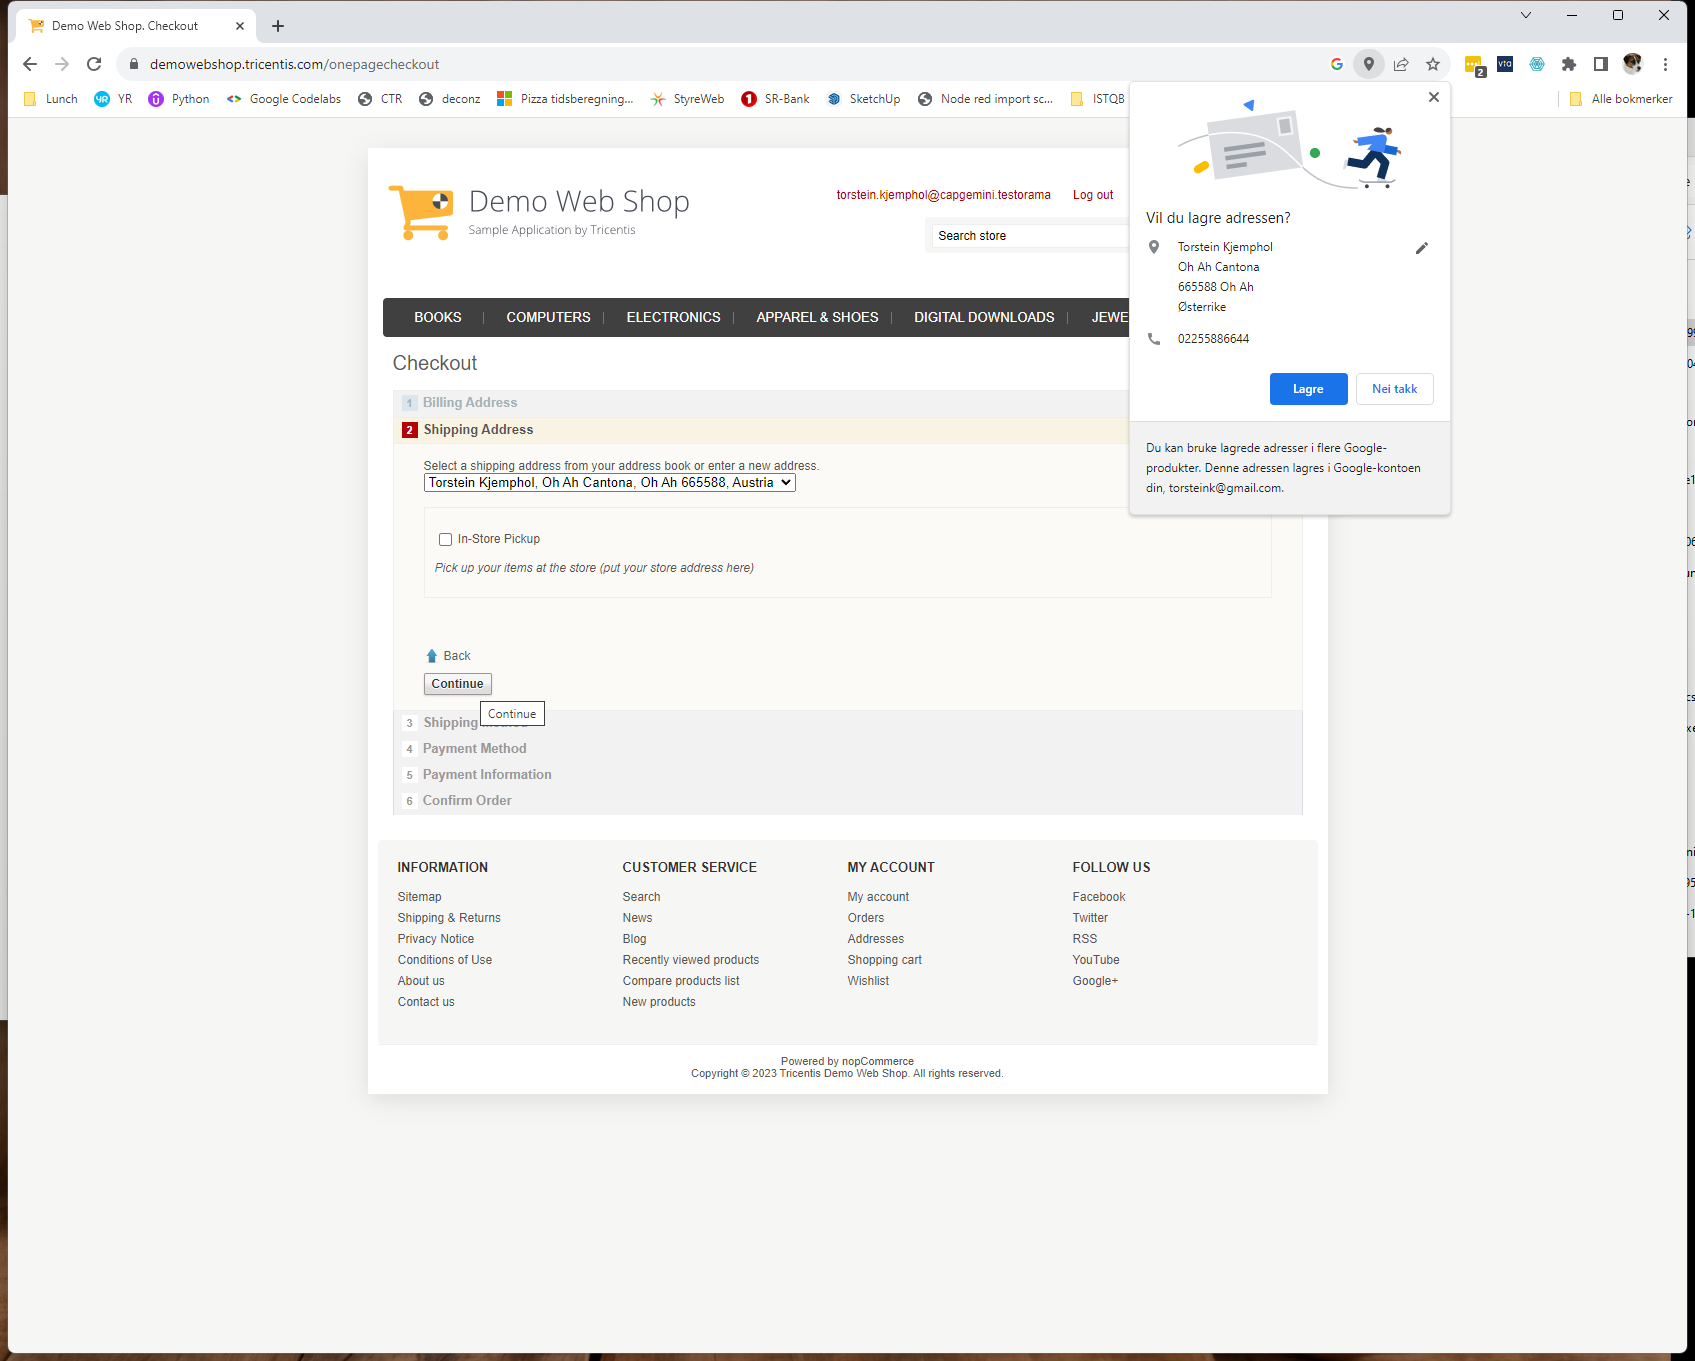 Demo Web Shop. Checkout
demowebshop.tricentis.com/onepagecheckout
2
vta
Lunch YR Python Google Codelabs CTR deconz Pizza tidsberegning... StyreWeb SR-Bank SketchUp Node red import sc... ISTQB Alle bokmerker
Demo Web Shop
Sample Application by Tricentis
torstein.kjemphol@capgemini.testorama Log out
Search store
BOOKS COMPUTERS ELECTRONICS APPAREL & SHOES DIGITAL DOWNLOADS JEWE
Vil du lagre adressen?
Torstein Kjemphol
Oh Ah Cantona
665588 Oh Ah
Østerrike
02255886644
Lagre Nei takk
Du kan bruke lagrede adresser i flere Google-
produkter. Denne adressen lagres i Google-kontoen
din, torsteink@gmail.com.
Checkout
1 Billing Address
2 Shipping Address
Select a shipping address from your address book or enter a new address.
Torstein Kjemphol, Oh Ah Cantona, Oh Ah 665588, Austria
In-Store Pickup
Pick up your items at the store (put your store address here)
Back
Continue
Continue
3 Shipping
4 Payment Method
5 Payment Information
6 Confirm Order
INFORMATION
Sitemap
Shipping & Returns
Privacy Notice
Conditions of Use
About us
Contact us
CUSTOMER SERVICE
Search
News
Blog
Recently viewed products
Compare products list
New products
MY ACCOUNT
My account
Orders
Addresses
Shopping cart
Wishlist
FOLLOW US
Facebook
Twitter
RSS
YouTube
Google+
Powered by nopCommerce
Copyright © 2023 Tricentis Demo Web Shop. All rights reserved.